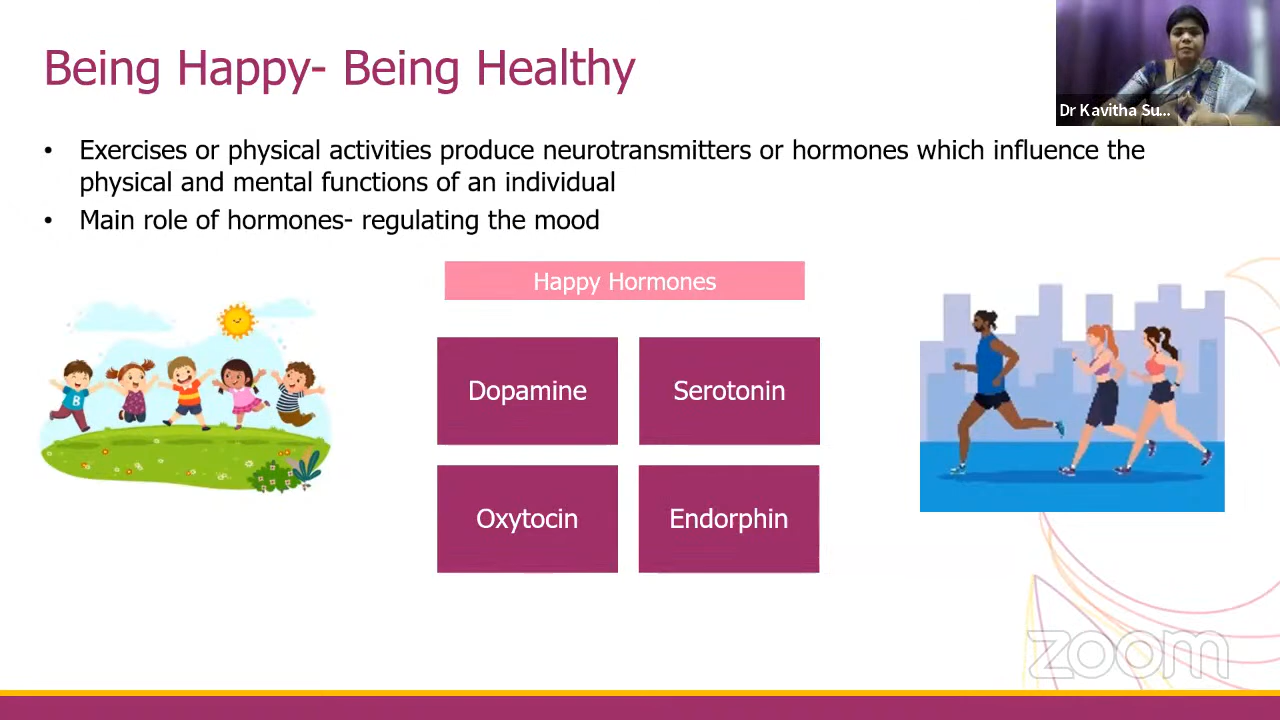 Being Happy- Being Healthy
Dr Kavitha Su...
• Exercises or physical activities produce neurotransmitters or hormones which influence the
physical and mental functions of an individual
• Main role of hormones- regulating the mood
Happy Hormones
Dopamine
Serotonin
Oxytocin
Endorphin
B
zoom